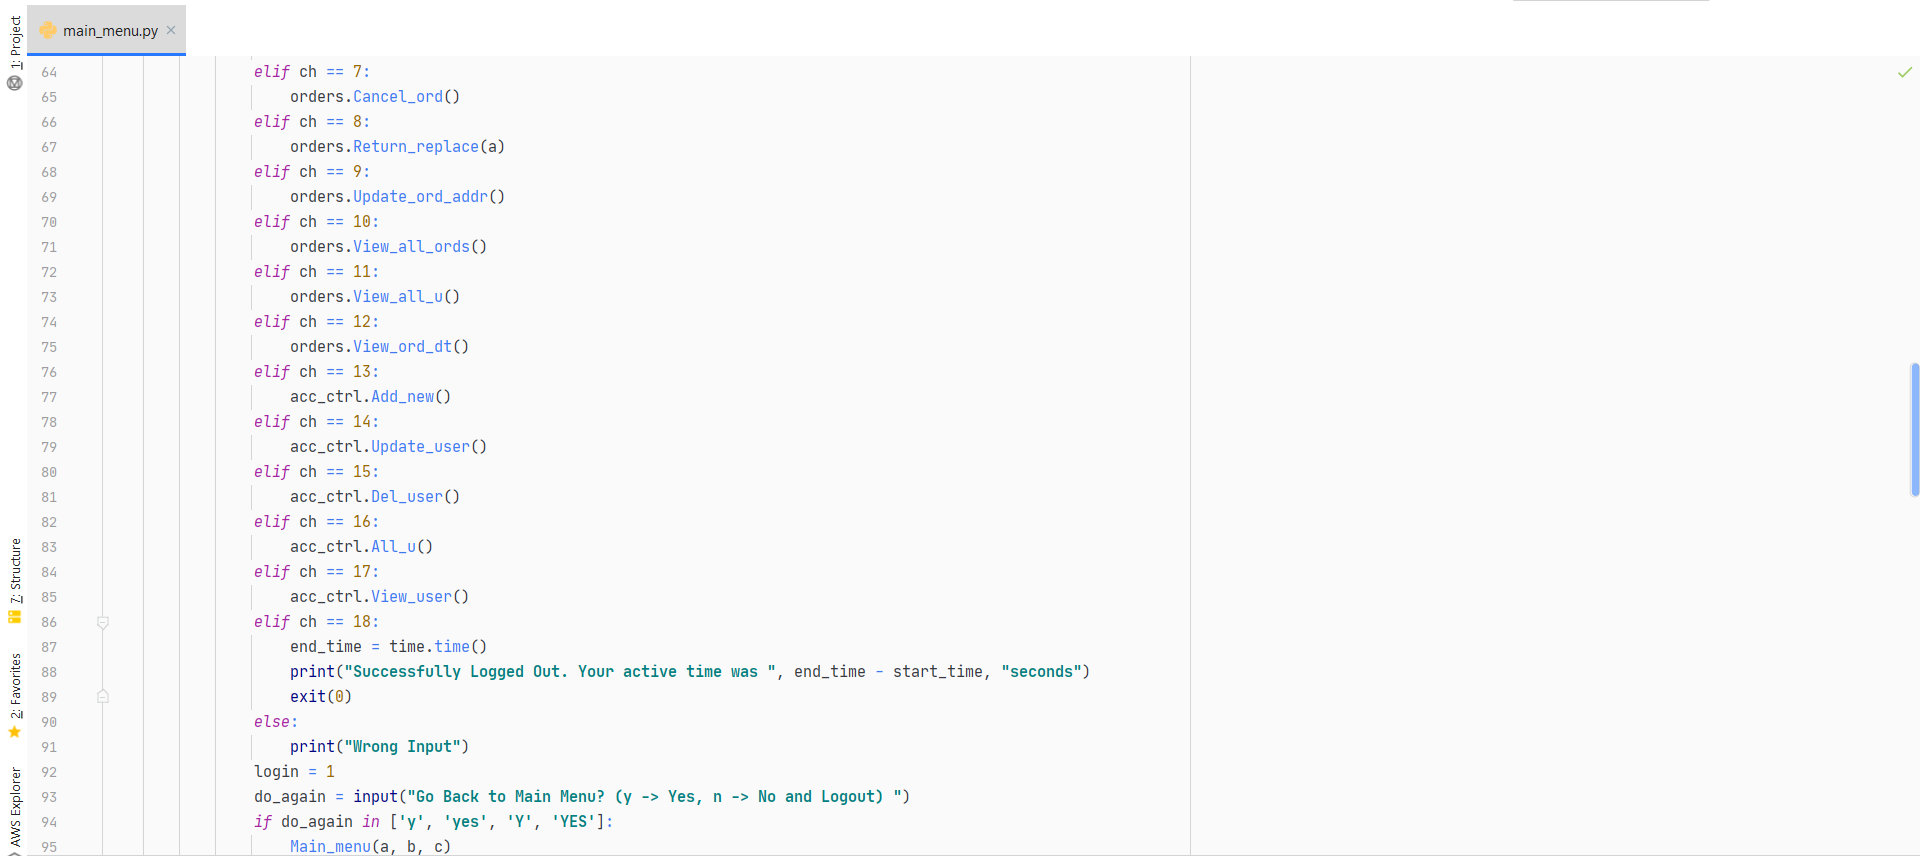 main_menu.py
1: Project
7: Structure
2: Favorites
AWS Explorer
64 elif ch == 7:
65 orders.Cancel_ord()
66 elif ch == 8:
67 orders.Return_replace(a)
68 elif ch == 9:
69 orders.Update_ord_addr()
70 elif ch == 10:
71 orders.View_all_ords()
72 elif ch == 11:
73 orders.View_all_u()
74 elif ch == 12:
75 orders.View_ord_dt()
76 elif ch == 13:
77 acc_ctrl.Add_new()
78 elif ch == 14:
79 acc_ctrl.Update_user()
80 elif ch == 15:
81 acc_ctrl.Del_user()
82 elif ch == 16:
83 acc_ctrl.All_u()
84 elif ch == 17:
85 acc_ctrl.View_user()
86 elif ch == 18:
87 end_time = time.time()
88 print("Successfully Logged Out. Your active time was ", end_time - start_time, "seconds")
89 exit(0)
90 else:
91 print("Wrong Input")
92 login = 1
93 do_again = input("Go Back to Main Menu? (y -> Yes, n -> No and Logout) ")
94 if do_again in ['y', 'yes', 'Y', 'YES']:
95 Main_menu(a, b, c)